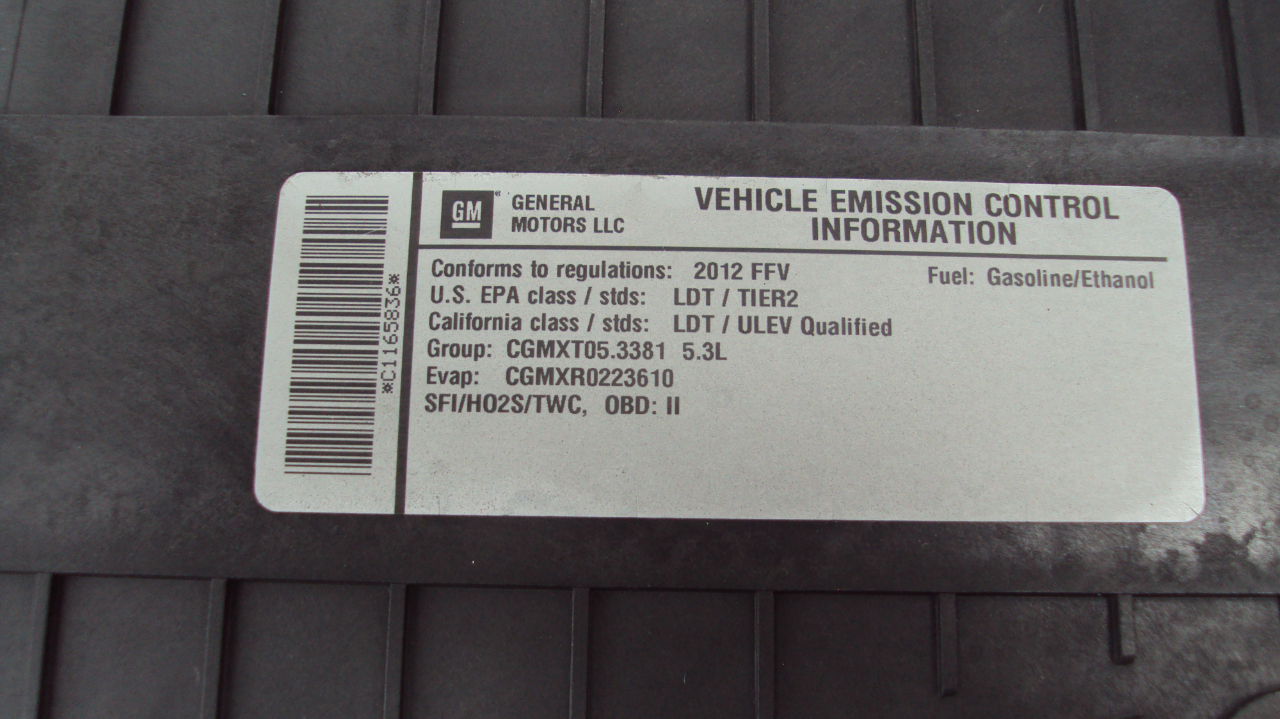 GM
GENERAL
MOTORS LLC
VEHICLE EMISSION CONTROL
INFORMATION
Conforms to regulations: 2012 FFV
Fuel: Gasoline/Ethanol
U.S. EPA class / stds: LDT / TIER2
California class / stds: LDT / ULEV Qualified
Group: CGMXT05.3381 5.3L
Evap: CGMXR0223610
SFI/HO2S/TWC, OBD: II
*C1165836*